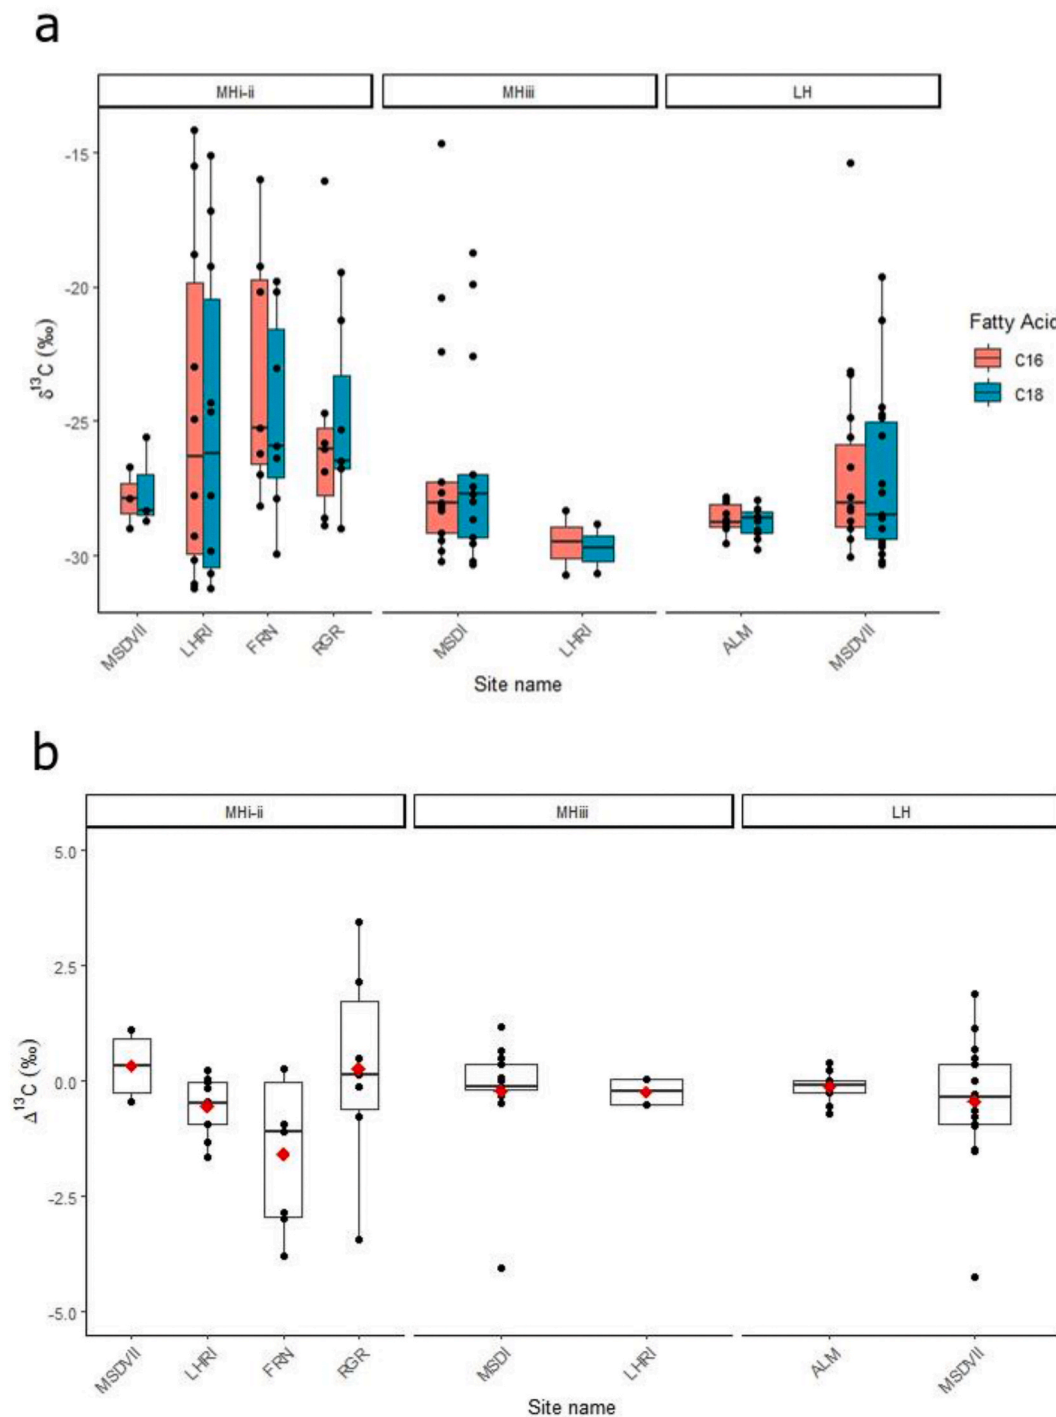 a
MHi-ii MHiii LH
-15
-20
-25
-30
δ13C (‰)
MSDVII LHRI FRN RGR MSDI LHRI ALM MSDVII
Site name
Fatty Acid
C16
C18
b
MHi-ii MHiii LH
5.0
2.5
0.0
-2.5
-5.0
Δ13C (‰)
MSDVII LHRI FRN RGR MSDI LHRI ALM MSDVII
Site name